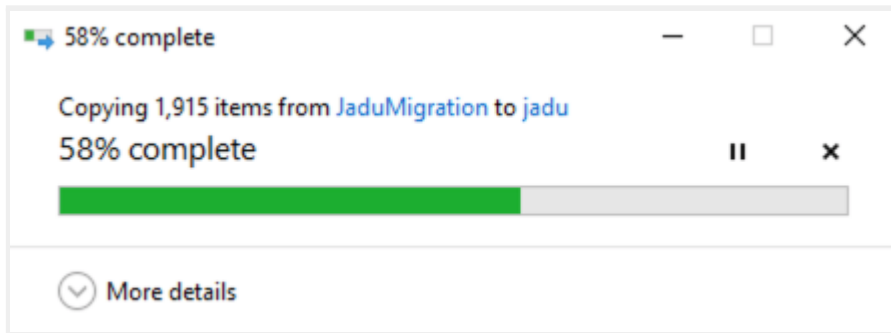 58% complete
Copying 1,915 items from JaduMigration to jadu
58% complete
More details